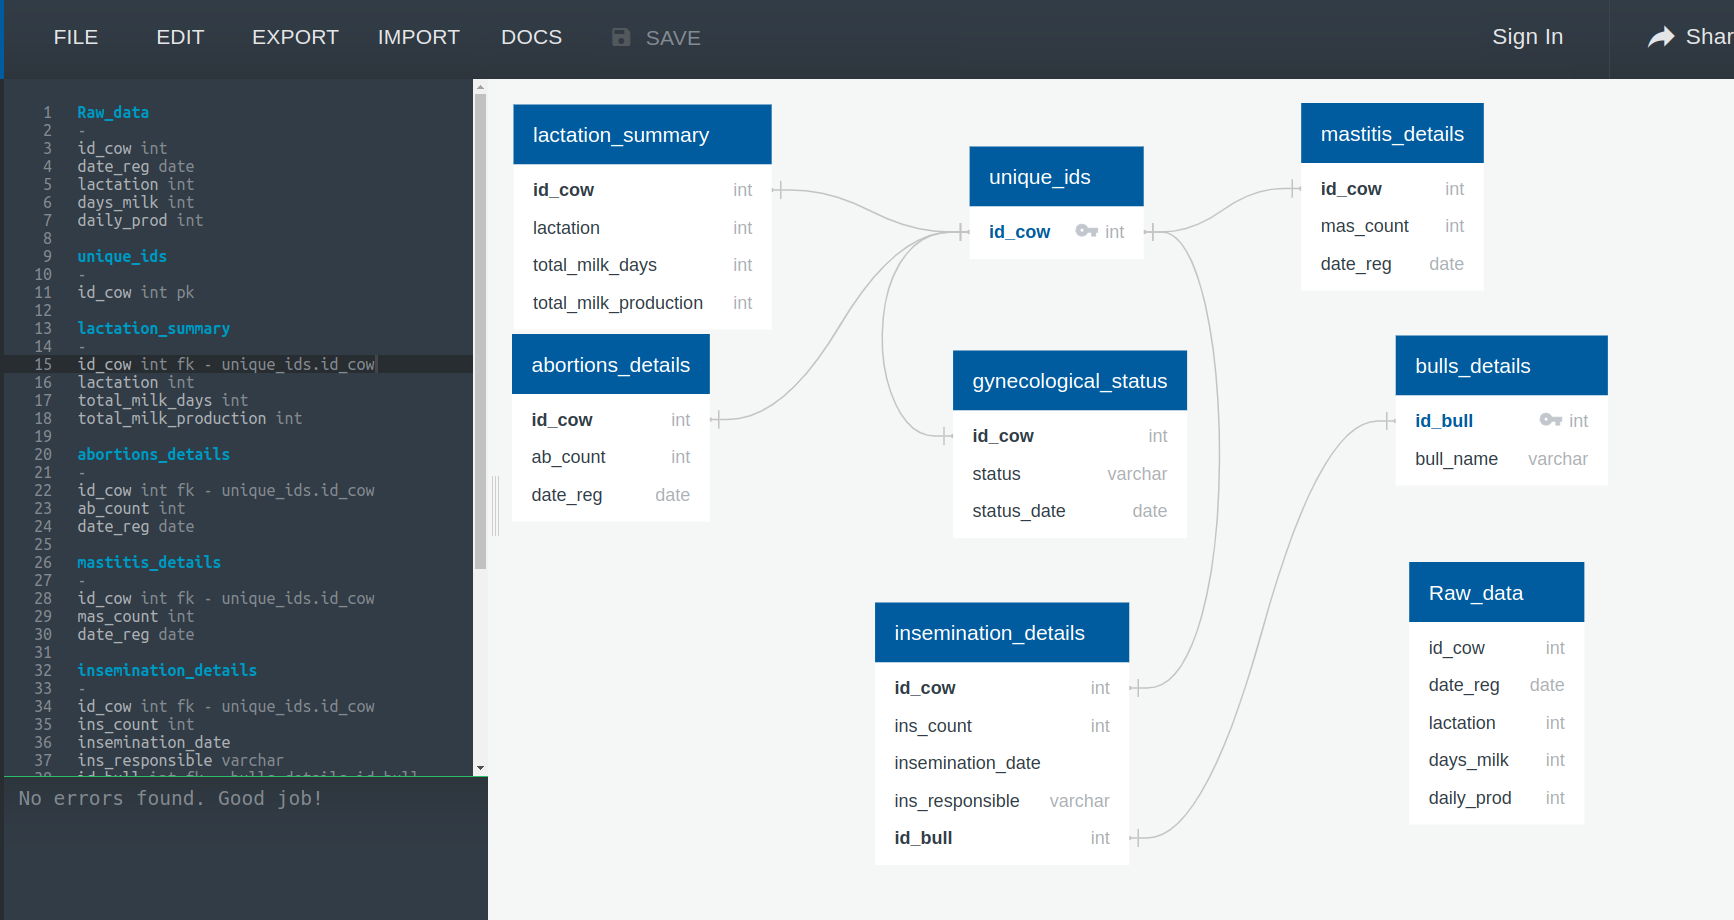 FILE EDIT EXPORT IMPORT DOCS SAVE Sign In Shar
1 Raw_data
2 -
3 id_cow int
4 date_reg date
5 lactation int
6 days_milk int
7 daily_prod int
8
9 unique_ids
10 -
11 id_cow int pk
12
13 lactation_summary
14 -
15 id_cow int fk - unique_ids.id_cow
16 lactation int
17 total_milk_days int
18 total_milk_production int
19
20 abortions_details
21 -
22 id_cow int fk - unique_ids.id_cow
23 ab_count int
24 date_reg date
25
26 mastitis_details
27 -
28 id_cow int fk - unique_ids.id_cow
29 mas_count int
30 date_reg date
31
32 insemination_details
33 -
34 id_cow int fk - unique_ids.id_cow
35 ins_count int
36 insemination_date
37 ins_responsible varchar
38 id_bull int fk - bulls_details.id_bull
No errors found. Good job!
lactation_summary
id_cow int
lactation int
total_milk_days int
total_milk_production int
abortions_details
id_cow int
ab_count int
date_reg date
unique_ids
id_cow int
gynecological_status
id_cow int
status varchar
status_date date
insemination_details
id_cow int
ins_count int
insemination_date
ins_responsible varchar
id_bull int
mastitis_details
id_cow int
mas_count int
date_reg date
bulls_details
id_bull int
bull_name varchar
Raw_data
id_cow int
date_reg date
lactation int
days_milk int
daily_prod int